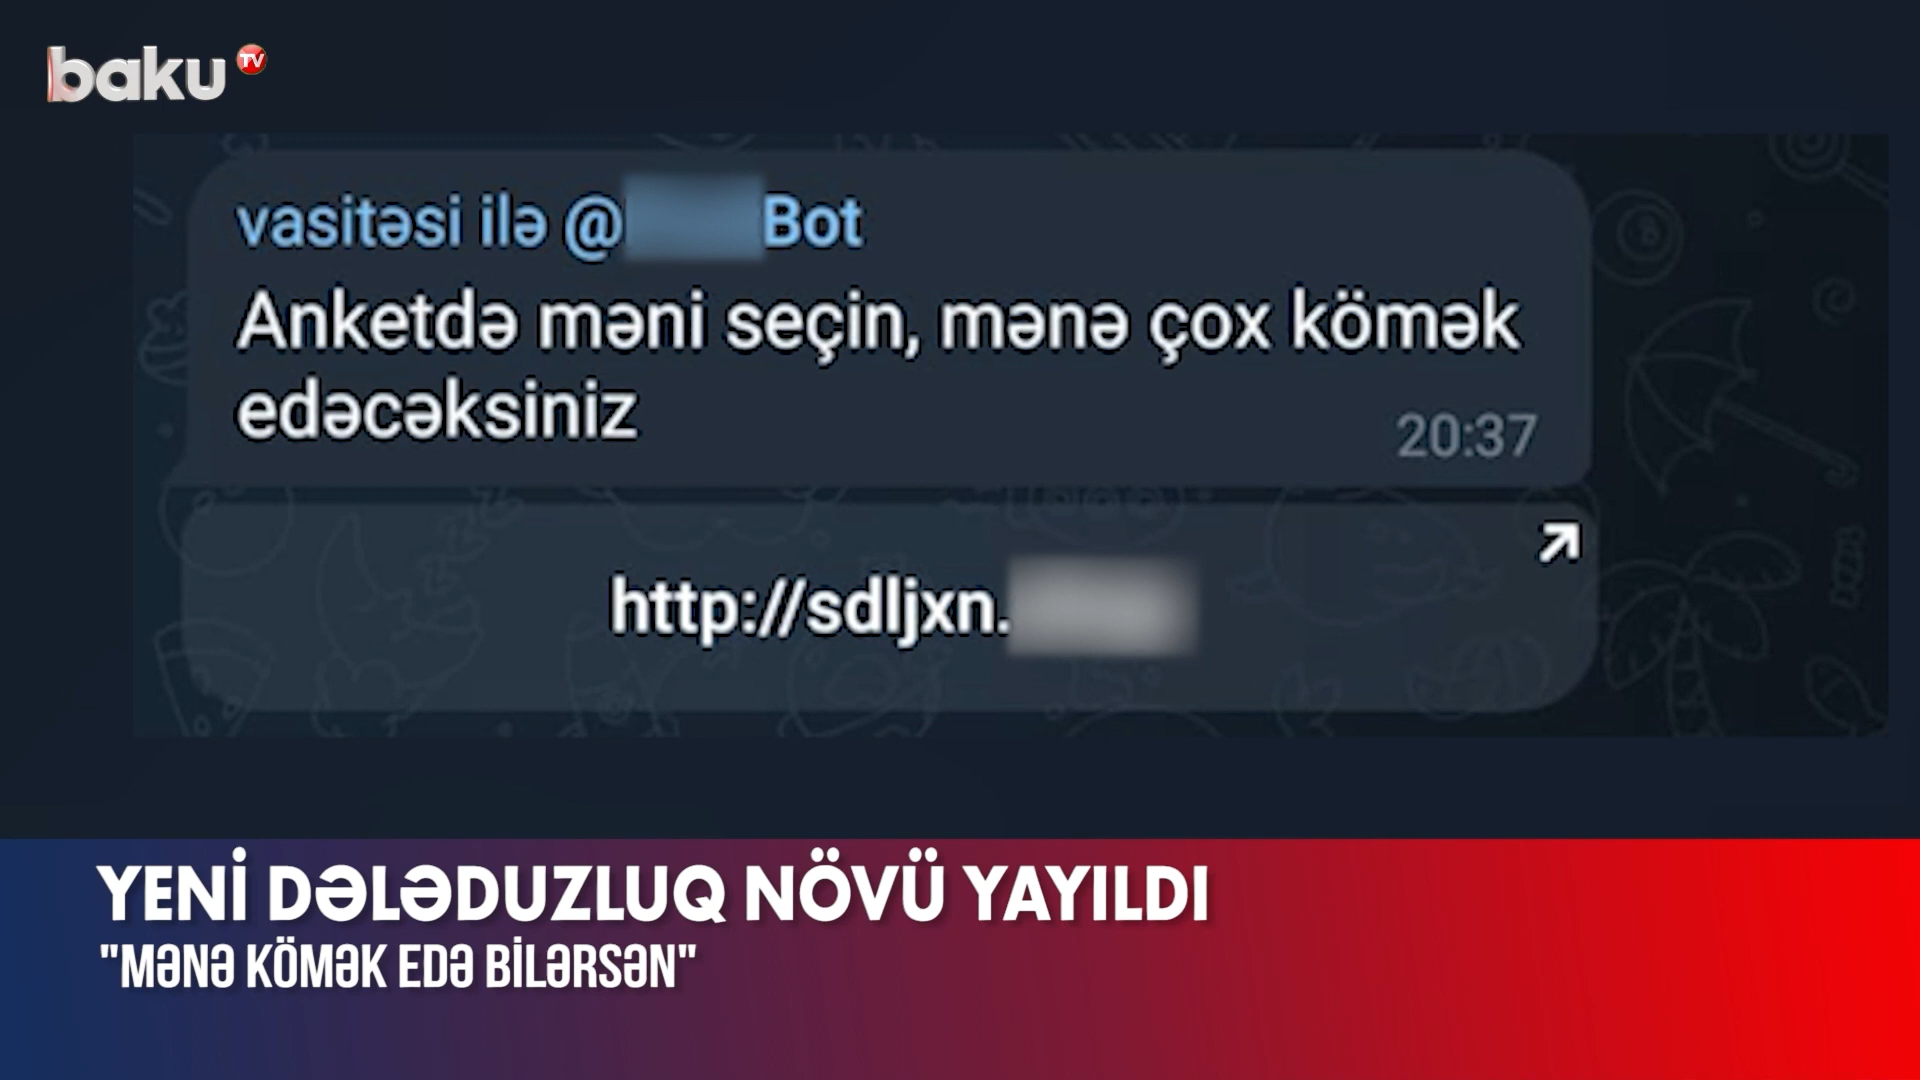 baku TV
vasitəsi ilə @ Bot
Anketdə məni seçin, mənə çox kömək
edəcəksiniz
20:37
http://sdljxn.
YENİ DƏLƏDUZLUQ NÖVÜ YAYILDI
"MƏNƏ KÖMƏK EDƏ BİLƏRSƏN"